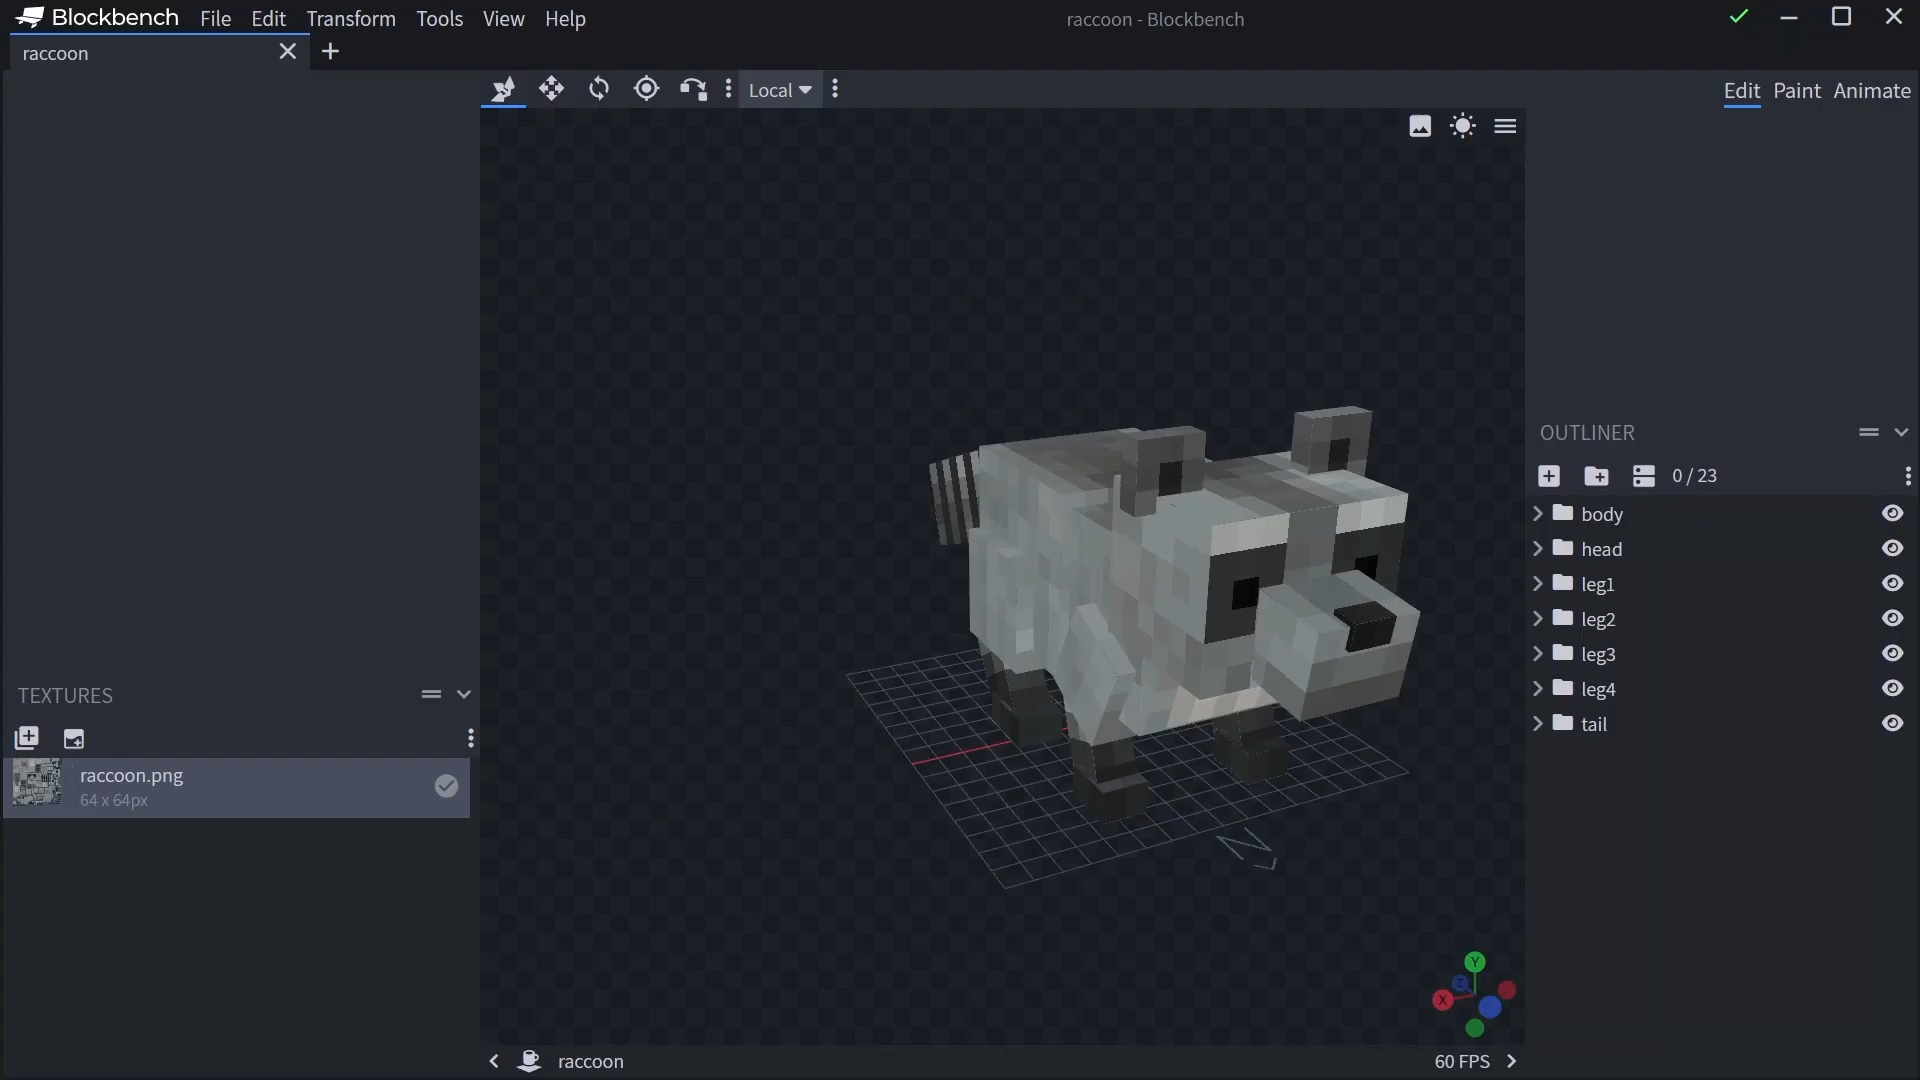 Blockbench File Edit Transform Tools View Help
raccoon - Blockbench
raccoon
Local
Edit Paint Animate
OUTLINER
0 / 23
body
head
leg1
leg2
leg3
leg4
tail
TEXTURES
raccoon.png
64 x 64px
N
Y
Z
X
raccoon
60 FPS